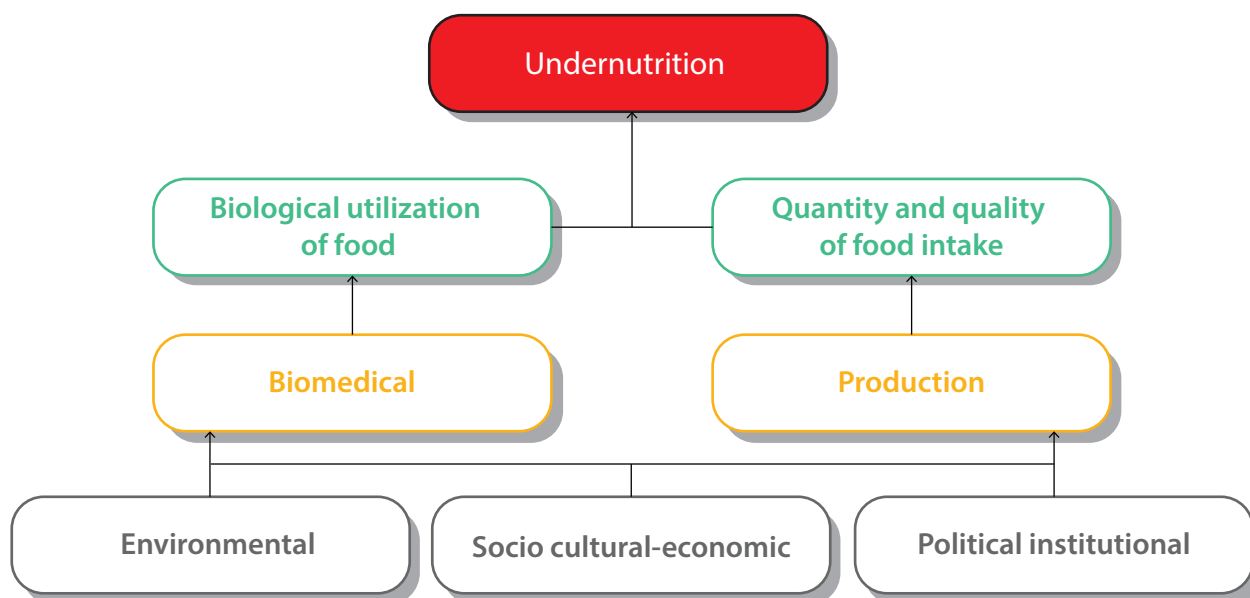 Undernutrition
Biological utilization
of food
Quantity and quality
of food intake
Biomedical
Production
Environmental
Socio cultural-economic
Political institutional